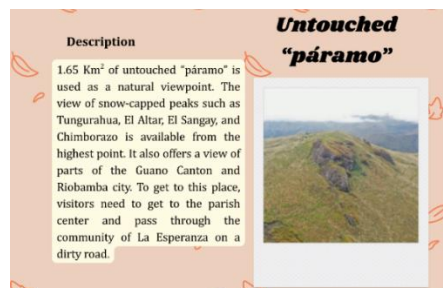 Description
1.65 Km² of untouched “páramo” is
used as a natural viewpoint. The
view of snow-capped peaks such as
Tungurahua, El Altar, El Sangay, and
Chimborazo is available from the
highest point. It also offers a view of
parts of the Guano Canton and
Riobamba city. To get to this place,
visitors need to get to the parish
center and pass through the
community of La Esperanza on a
dirty road.
Untouched
“páramo”